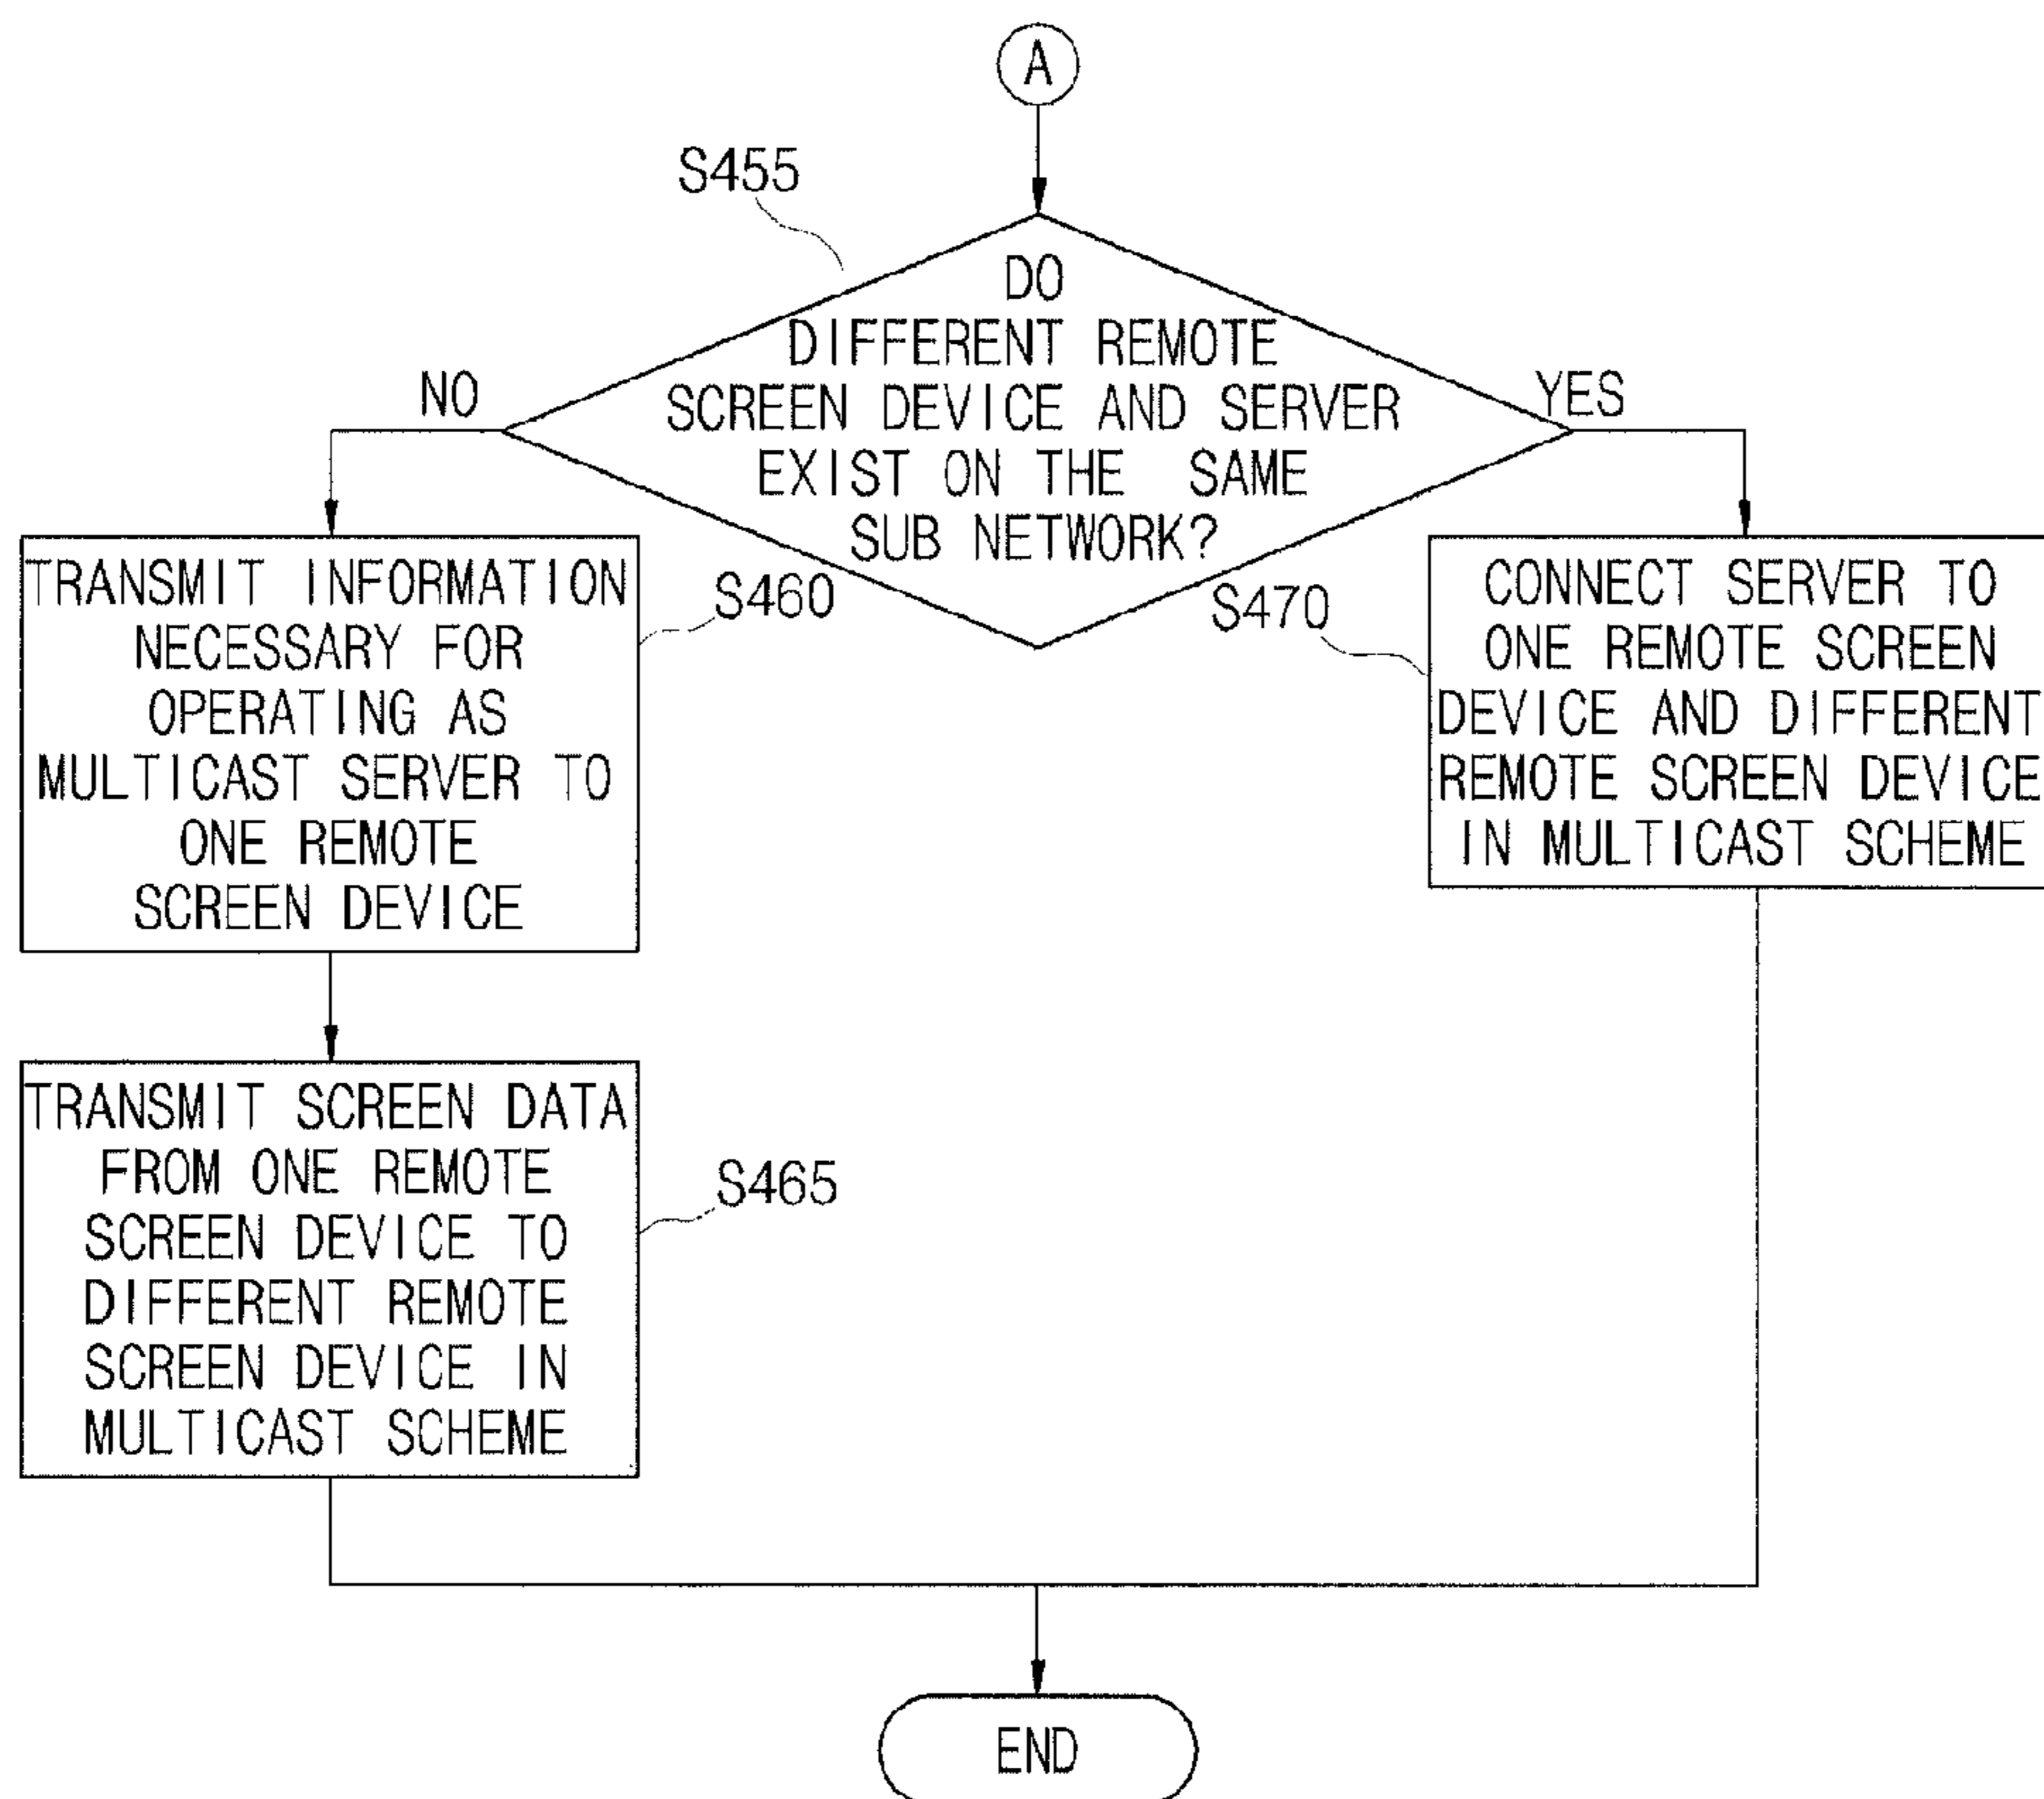 A
S455
DO
DIFFERENT REMOTE
SCREEN DEVICE AND SERVER
EXIST ON THE SAME
SUB NETWORK?
NO
YES
TRANSMIT INFORMATION
NECESSARY FOR
OPERATING AS
MULTICAST SERVER TO
ONE REMOTE
SCREEN DEVICE
S460
S470
CONNECT SERVER TO
ONE REMOTE SCREEN
DEVICE AND DIFFERENT
REMOTE SCREEN DEVICE
IN MULTICAST SCHEME
TRANSMIT SCREEN DATA
FROM ONE REMOTE
SCREEN DEVICE TO
DIFFERENT REMOTE
SCREEN DEVICE IN
MULTICAST SCHEME
S465
END